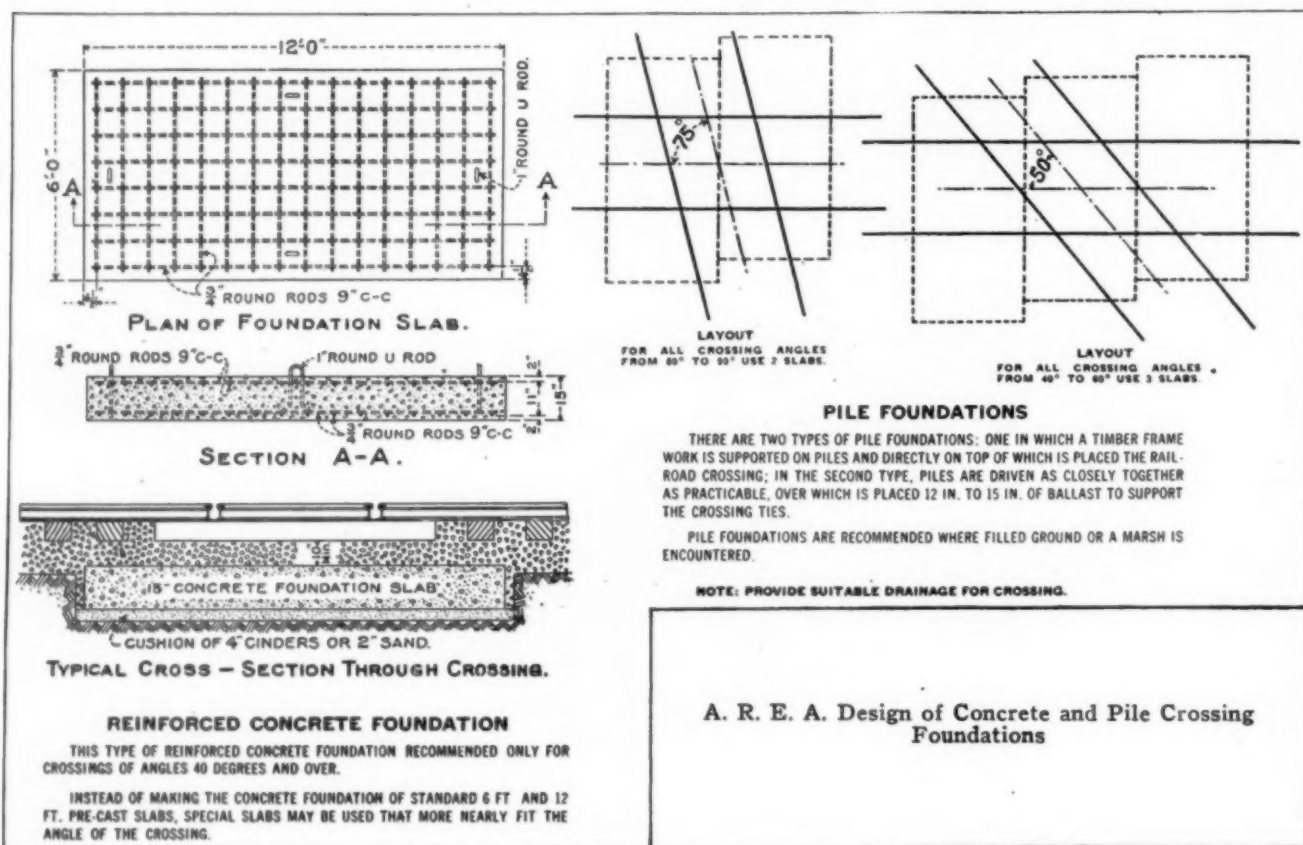 12'-0"
6'-0"
1" ROUND U ROD.
A
A
3/4" ROUND RODS 9" C-C
4 1/2"
4 1/2"
PLAN OF FOUNDATION SLAB.
3/4" ROUND RODS 9" C-C
1" ROUND U ROD
2"
11"
2"
15"
3/4" ROUND RODS 9" C-C
SECTION A-A.
10" MIN.
15" CONCRETE FOUNDATION SLAB
CUSHION OF 4" CINDERS OR 2" SAND.
TYPICAL CROSS – SECTION THROUGH CROSSING.
REINFORCED CONCRETE FOUNDATION
THIS TYPE OF REINFORCED CONCRETE FOUNDATION RECOMMENDED ONLY FOR
CROSSINGS OF ANGLES 40 DEGREES AND OVER.
INSTEAD OF MAKING THE CONCRETE FOUNDATION OF STANDARD 6 FT AND 12
FT. PRE-CAST SLABS, SPECIAL SLABS MAY BE USED THAT MORE NEARLY FIT THE
ANGLE OF THE CROSSING.
75°
LAYOUT
FOR ALL CROSSING ANGLES
FROM 60° TO 90° USE 2 SLABS.
50°
LAYOUT
FOR ALL CROSSING ANGLES
FROM 40° TO 60° USE 3 SLABS.
PILE FOUNDATIONS
THERE ARE TWO TYPES OF PILE FOUNDATIONS: ONE IN WHICH A TIMBER FRAME
WORK IS SUPPORTED ON PILES AND DIRECTLY ON TOP OF WHICH IS PLACED THE RAIL-
ROAD CROSSING; IN THE SECOND TYPE, PILES ARE DRIVEN AS CLOSELY TOGETHER
AS PRACTICABLE, OVER WHICH IS PLACED 12 IN. TO 15 IN. OF BALLAST TO SUPPORT
THE CROSSING TIES.
PILE FOUNDATIONS ARE RECOMMENDED WHERE FILLED GROUND OR A MARSH IS
ENCOUNTERED.
NOTE: PROVIDE SUITABLE DRAINAGE FOR CROSSING.
A. R. E. A. Design of Concrete and Pile Crossing
Foundations